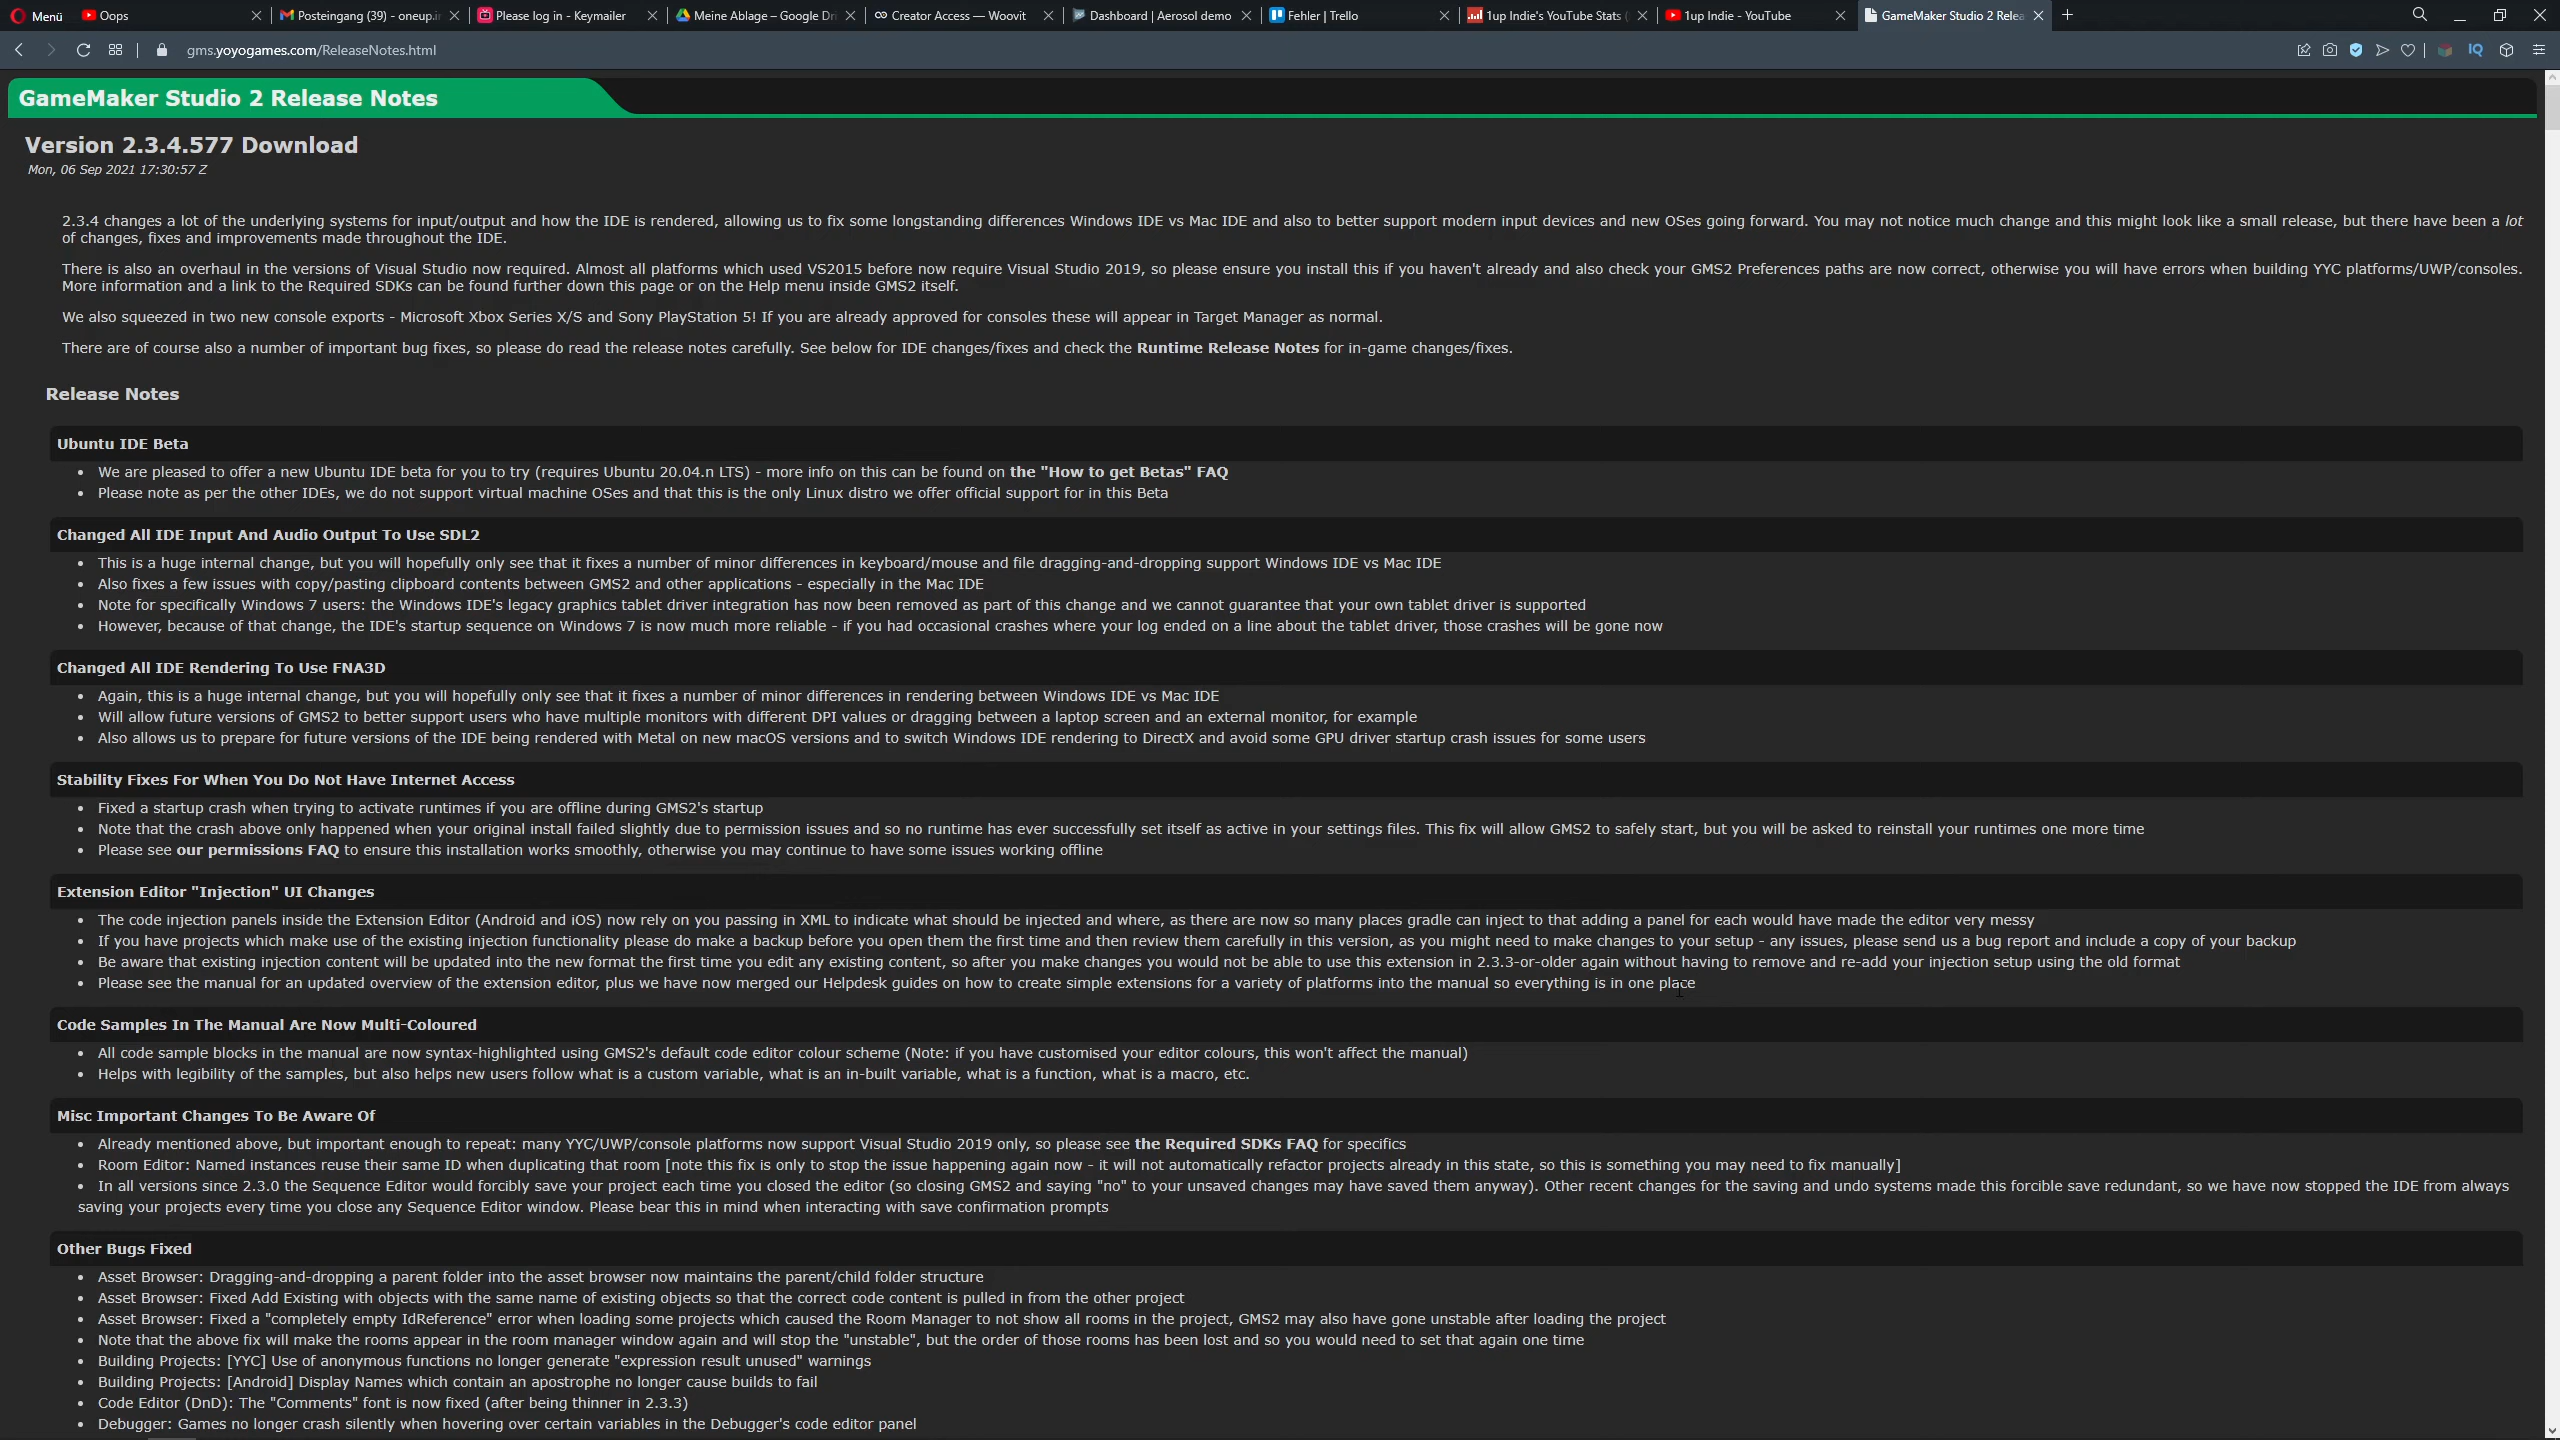 Menü
Oops
Posteingang (39) - oneup.i
Please log in - Keymailer
Meine Ablage – Google Dri
Creator Access — Woovit
Dashboard | Aerosol demo
Fehler | Trello
1up Indie's YouTube Stats (
1up Indie - YouTube
GameMaker Studio 2 Relea
gms.yoyogames.com/ReleaseNotes.html
IQ
GameMaker Studio 2 Release Notes
Version 2.3.4.577 Download
Mon, 06 Sep 2021 17:30:57 Z
2.3.4 changes a lot of the underlying systems for input/output and how the IDE is rendered, allowing us to fix some longstanding differences Windows IDE vs Mac IDE and also to better support modern input devices and new OSes going forward. You may not notice much change and this might look like a small release, but there have been a lot
of changes, fixes and improvements made throughout the IDE.
There is also an overhaul in the versions of Visual Studio now required. Almost all platforms which used VS2015 before now require Visual Studio 2019, so please ensure you install this if you haven't already and also check your GMS2 Preferences paths are now correct, otherwise you will have errors when building YYC platforms/UWP/consoles.
More information and a link to the Required SDKs can be found further down this page or on the Help menu inside GMS2 itself.
We also squeezed in two new console exports - Microsoft Xbox Series X/S and Sony PlayStation 5! If you are already approved for consoles these will appear in Target Manager as normal.
There are of course also a number of important bug fixes, so please do read the release notes carefully. See below for IDE changes/fixes and check the Runtime Release Notes for in-game changes/fixes.
Release Notes
Ubuntu IDE Beta
• We are pleased to offer a new Ubuntu IDE beta for you to try (requires Ubuntu 20.04.n LTS) - more info on this can be found on the "How to get Betas" FAQ
• Please note as per the other IDEs, we do not support virtual machine OSes and that this is the only Linux distro we offer official support for in this Beta
Changed All IDE Input And Audio Output To Use SDL2
• This is a huge internal change, but you will hopefully only see that it fixes a number of minor differences in keyboard/mouse and file dragging-and-dropping support Windows IDE vs Mac IDE
• Also fixes a few issues with copy/pasting clipboard contents between GMS2 and other applications - especially in the Mac IDE
• Note for specifically Windows 7 users: the Windows IDE's legacy graphics tablet driver integration has now been removed as part of this change and we cannot guarantee that your own tablet driver is supported
• However, because of that change, the IDE's startup sequence on Windows 7 is now much more reliable - if you had occasional crashes where your log ended on a line about the tablet driver, those crashes will be gone now
Changed All IDE Rendering To Use FNA3D
• Again, this is a huge internal change, but you will hopefully only see that it fixes a number of minor differences in rendering between Windows IDE vs Mac IDE
• Will allow future versions of GMS2 to better support users who have multiple monitors with different DPI values or dragging between a laptop screen and an external monitor, for example
• Also allows us to prepare for future versions of the IDE being rendered with Metal on new macOS versions and to switch Windows IDE rendering to DirectX and avoid some GPU driver startup crash issues for some users
Stability Fixes For When You Do Not Have Internet Access
• Fixed a startup crash when trying to activate runtimes if you are offline during GMS2's startup
• Note that the crash above only happened when your original install failed slightly due to permission issues and so no runtime has ever successfully set itself as active in your settings files. This fix will allow GMS2 to safely start, but you will be asked to reinstall your runtimes one more time
• Please see our permissions FAQ to ensure this installation works smoothly, otherwise you may continue to have some issues working offline
Extension Editor "Injection" UI Changes
• The code injection panels inside the Extension Editor (Android and iOS) now rely on you passing in XML to indicate what should be injected and where, as there are now so many places gradle can inject to that adding a panel for each would have made the editor very messy
• If you have projects which make use of the existing injection functionality please do make a backup before you open them the first time and then review them carefully in this version, as you might need to make changes to your setup - any issues, please send us a bug report and include a copy of your backup
• Be aware that existing injection content will be updated into the new format the first time you edit any existing content, so after you make changes you would not be able to use this extension in 2.3.3-or-older again without having to remove and re-add your injection setup using the old format
• Please see the manual for an updated overview of the extension editor, plus we have now merged our Helpdesk guides on how to create simple extensions for a variety of platforms into the manual so everything is in one place
Code Samples In The Manual Are Now Multi-Coloured
• All code sample blocks in the manual are now syntax-highlighted using GMS2's default code editor colour scheme (Note: if you have customised your editor colours, this won't affect the manual)
• Helps with legibility of the samples, but also helps new users follow what is a custom variable, what is an in-built variable, what is a function, what is a macro, etc.
Misc Important Changes To Be Aware Of
• Already mentioned above, but important enough to repeat: many YYC/UWP/console platforms now support Visual Studio 2019 only, so please see the Required SDKs FAQ for specifics
• Room Editor: Named instances reuse their same ID when duplicating that room [note this fix is only to stop the issue happening again now - it will not automatically refactor projects already in this state, so this is something you may need to fix manually]
• In all versions since 2.3.0 the Sequence Editor would forcibly save your project each time you closed the editor (so closing GMS2 and saying "no" to your unsaved changes may have saved them anyway). Other recent changes for the saving and undo systems made this forcible save redundant, so we have now stopped the IDE from always
saving your projects every time you close any Sequence Editor window. Please bear this in mind when interacting with save confirmation prompts
Other Bugs Fixed
• Asset Browser: Dragging-and-dropping a parent folder into the asset browser now maintains the parent/child folder structure
• Asset Browser: Fixed Add Existing with objects with the same name of existing objects so that the correct code content is pulled in from the other project
• Asset Browser: Fixed a "completely empty IdReference" error when loading some projects which caused the Room Manager to not show all rooms in the project, GMS2 may also have gone unstable after loading the project
• Note that the above fix will make the rooms appear in the room manager window again and will stop the "unstable", but the order of those rooms has been lost and so you would need to set that again one time
• Building Projects: [YYC] Use of anonymous functions no longer generate "expression result unused" warnings
• Building Projects: [Android] Display Names which contain an apostrophe no longer cause builds to fail
• Code Editor (DnD): The "Comments" font is now fixed (after being thinner in 2.3.3)
• Debugger: Games no longer crash silently when hovering over certain variables in the Debugger's code editor panel